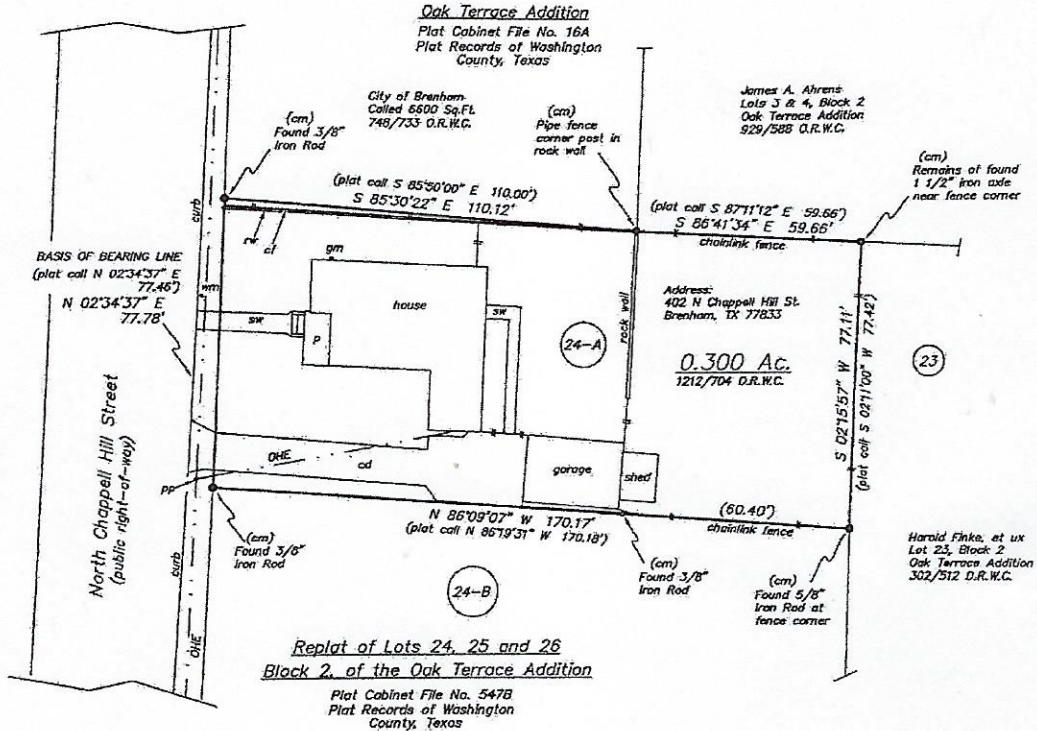 Oak Terrace Addition
Plat Cabinet File No. 16A
Plat Records of Washington
County, Texas
City of Brenham
Called 6600 Sq.Ft.
748/733 O.R.W.C.
James A. Ahrens
Lots 3 & 4, Block 2
Oak Terrace Addition
929/588 O.R.W.C.
(cm)
Found 3/8"
Iron Rod
(cm)
Pipe fence
corner post in
rock wall
(cm)
Remains of found
1 1/2" iron axle
near fence corner
(plat call S 85°50'00" E 110.00')
S 85°30'22" E 110.12'
(plat call S 87°11'12" E 59.66')
S 86°41'34" E 59.66'
chainlink fence
curb
rw
cf
gm
BASIS OF BEARING LINE
(plat call N 02°34'37" E
77.46')
N 02°34'37" E
77.78'
wm
sw
p
house
sw
24-A
rock wall
Address:
402 N Chappell Hill St.
Brenham, TX 77833
0.300 Ac.
1212/704 O.R.W.C.
S 02°15'57" W 77.11'
(plat call S 02°11'00" W 77.42')
23
North Chappell Hill Street
(public right-of-way)
OHE
cd
pp
garage
shed
N 86°09'07" W 170.17'
(plat call N 86°19'31" W 170.18')
(60.40')
chainlink fence
(cm)
Found 3/8"
Iron Rod
(cm)
Found 3/8"
Iron Rod
(cm)
Found 5/8"
Iron Rod at
fence corner
Harold Finke, et ux
Lot 23, Block 2
Oak Terrace Addition
302/512 D.R.W.C.
curb
OHE
24-B
Replat of Lots 24, 25 and 26
Block 2, of the Oak Terrace Addition
Plat Cabinet File No. 547B
Plat Records of Washington
County, Texas